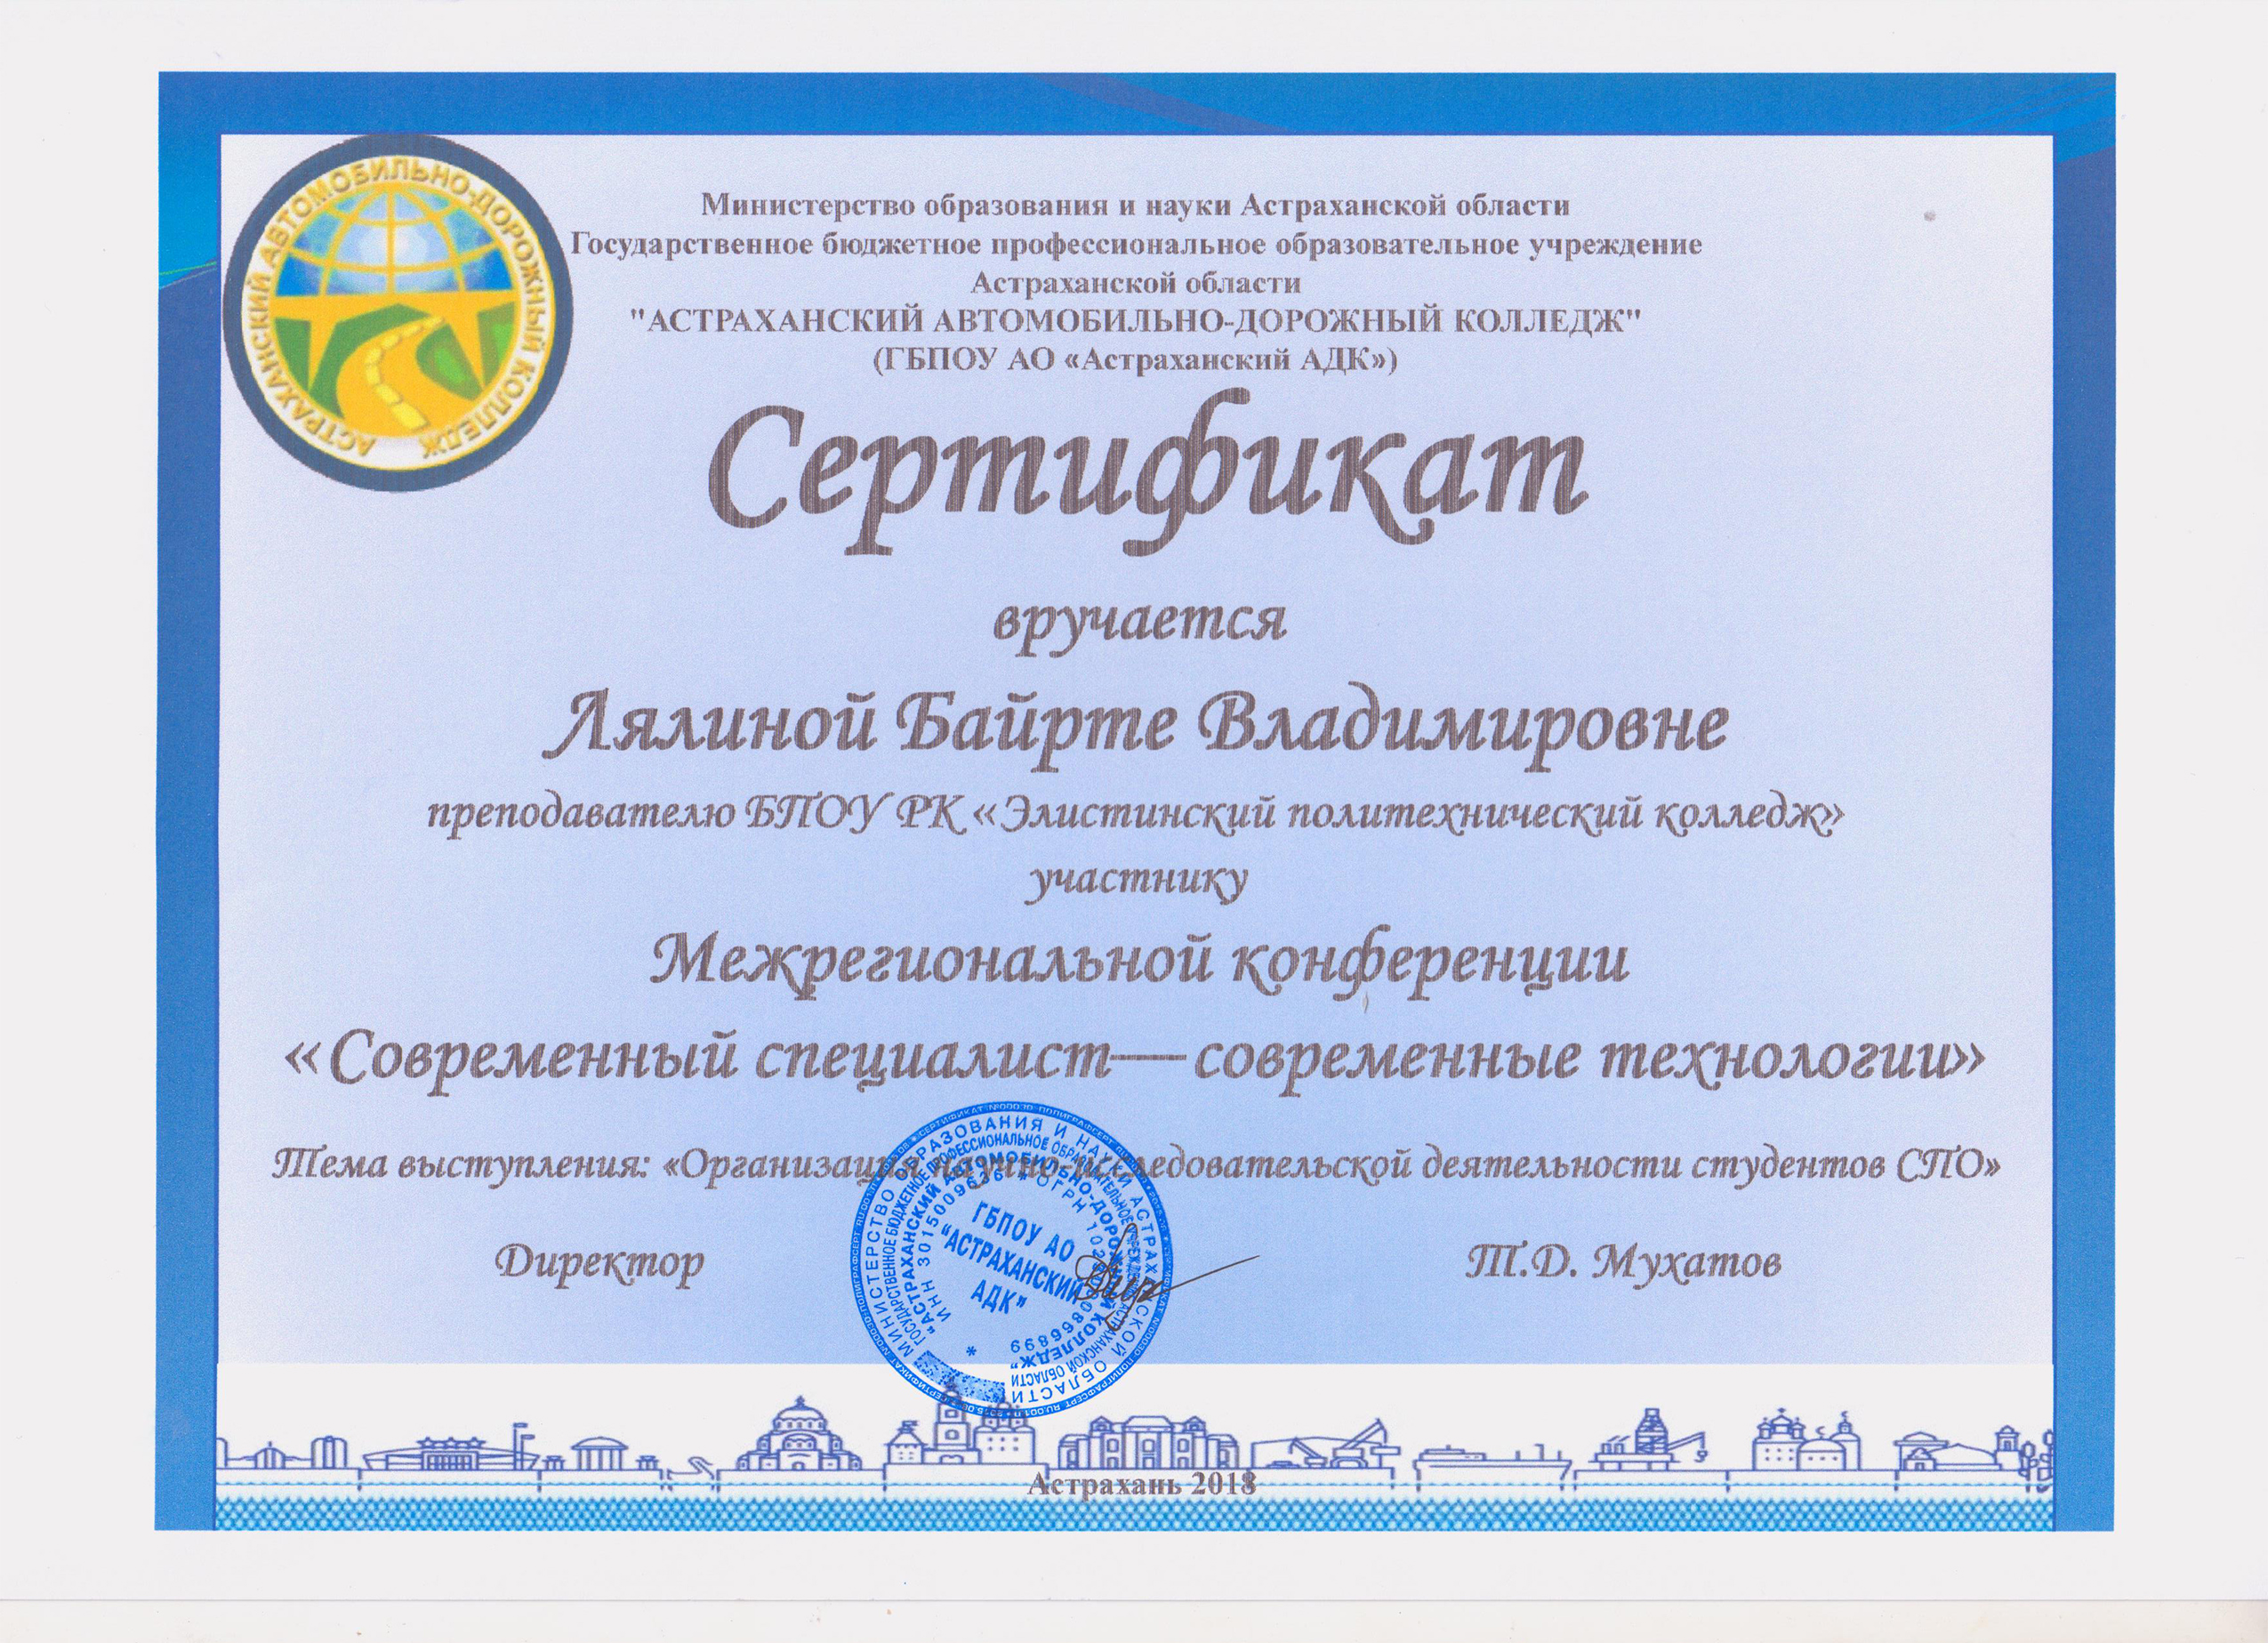 АСТРАХАНСКИЙ АВТОМОБИЛЬНО-ДОРОЖНЫЙ КОЛЛЕДЖ
Министерство образования и науки Астраханской области
Государственное бюджетное профессиональное образовательное учреждение
Астраханской области
"АСТРАХАНСКИЙ АВТОМОБИЛЬНО-ДОРОЖНЫЙ КОЛЛЕДЖ"
(ГБПОУ АО «Астраханский АДК»)
Сертификат
вручается
Лялиной Байрте Владимировне
преподавателю БПОУ РК «Элистинский политехнический колледж»
участнику
Межрегиональной конференции
«Современный специалист—современные технологии»
Тема выступления: «Организация научно-исследовательской деятельности студентов СПО»
Директор
Т.Д. Мухатов
МИНИСТЕРСТВО ОБРАЗОВАНИЯ И НАУКИ АСТРАХАНСКОЙ ОБЛАСТИ
ГОСУДАРСТВЕННОЕ БЮДЖЕТНОЕ ПРОФЕССИОНАЛЬНОЕ ОБРАЗОВАТЕЛЬНОЕ УЧРЕЖДЕНИЕ АСТРАХАНСКОЙ ОБЛАСТИ
"АСТРАХАНСКИЙ АВТОМОБИЛЬНО-ДОРОЖНЫЙ КОЛЛЕДЖ"
ИНН 3015009636 * ОГРН
ГБПОУ АО
"АСТРАХАНСКИЙ
АДК"
Астрахань 2018